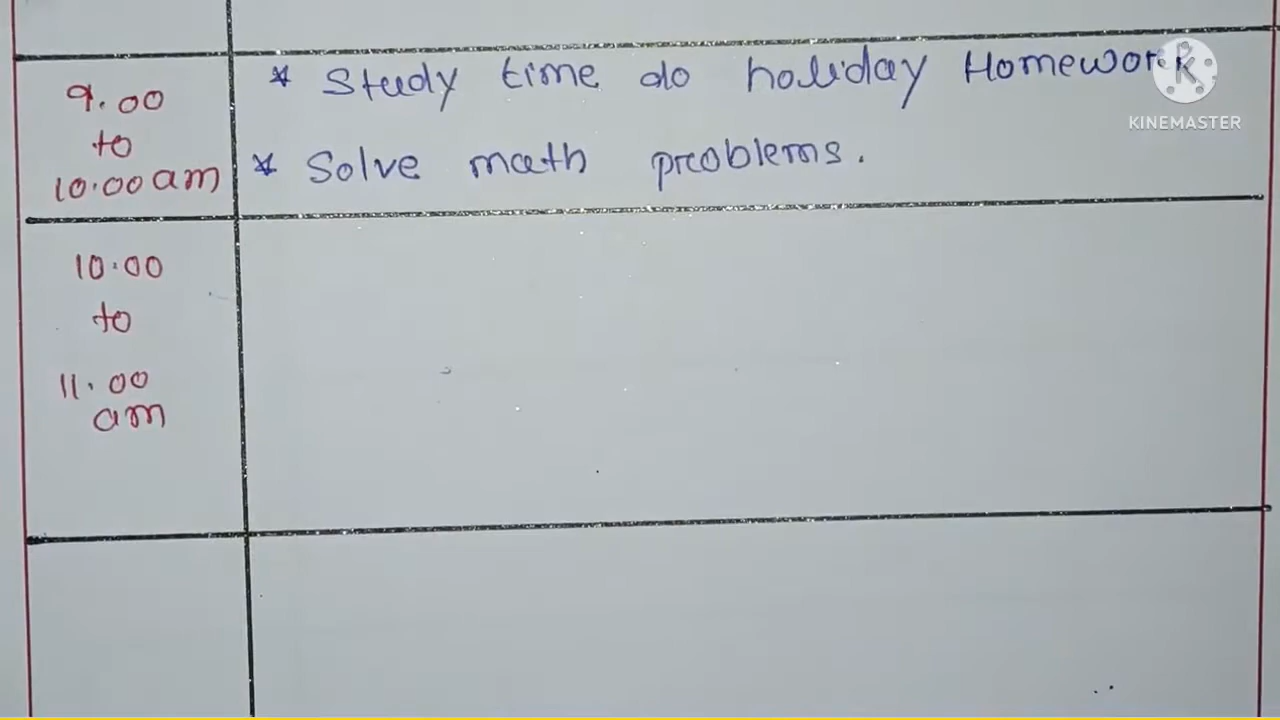 9.00
to
10.00 am
* Study time do holiday Homework
* Solve math problems.
10.00
to
11.00
am
K
KINEMASTER